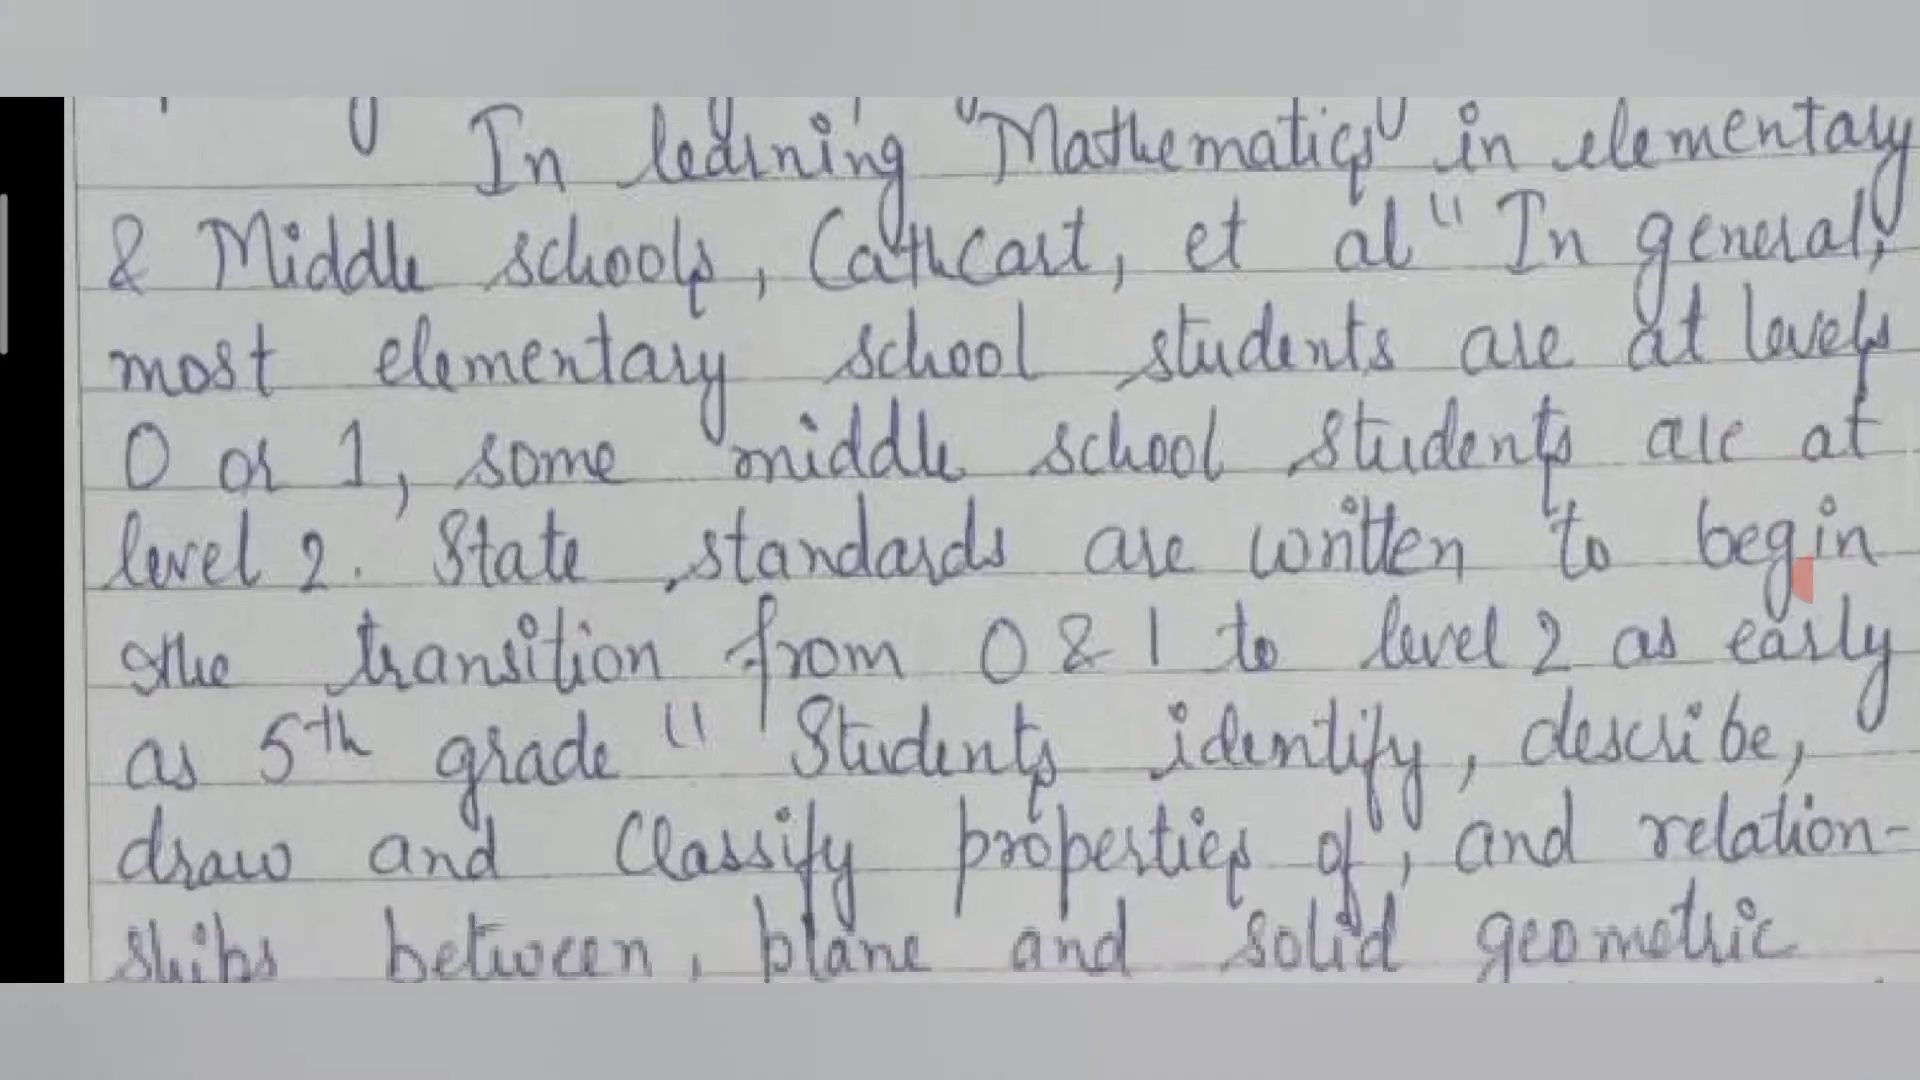 In learning Mathematics in elementary
& Middle schools, Cathcart, et al " In general,
most elementary school students are at levels
0 or 1, some middle school students are at
level 2. State standards are written to begin
the transition from 0 & 1 to level 2 as early
as 5th grade " Students identify, describe,
draw and classify properties of, and relation-
ships between, plane and solid geometric